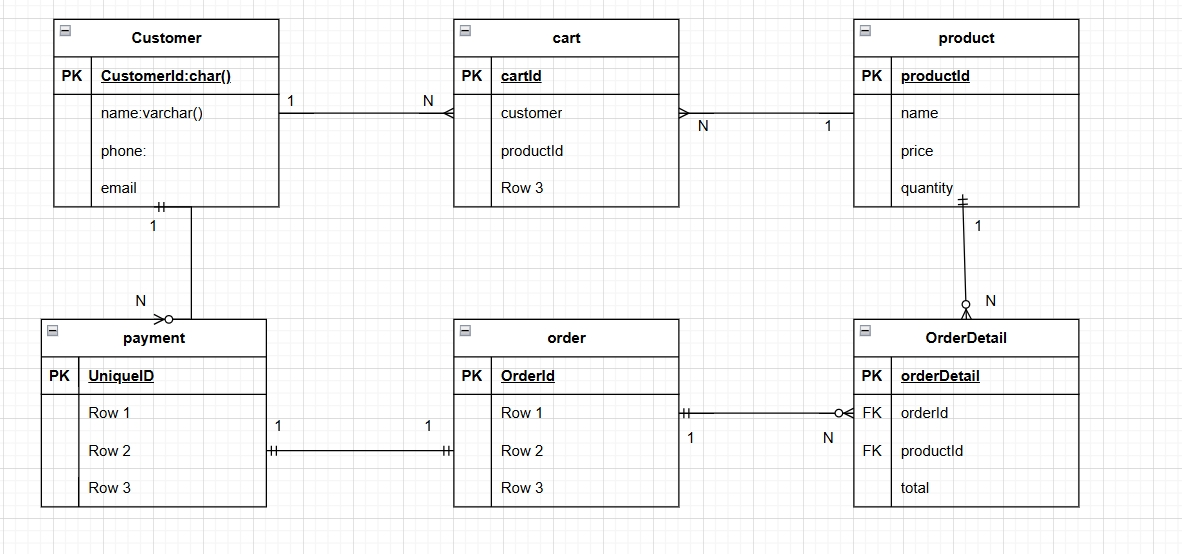 Customer
PK CustomerId:char()
name:varchar()
phone:
email
1
N
cart
PK cartId
customer
productId
Row 3
N
1
product
PK productId
name
price
quantity
1
N
1
N
payment
PK UniqueID
Row 1
Row 2
Row 3
1
1
order
PK OrderId
Row 1
Row 2
Row 3
1
N
OrderDetail
PK orderDetail
FK orderId
FK productId
total